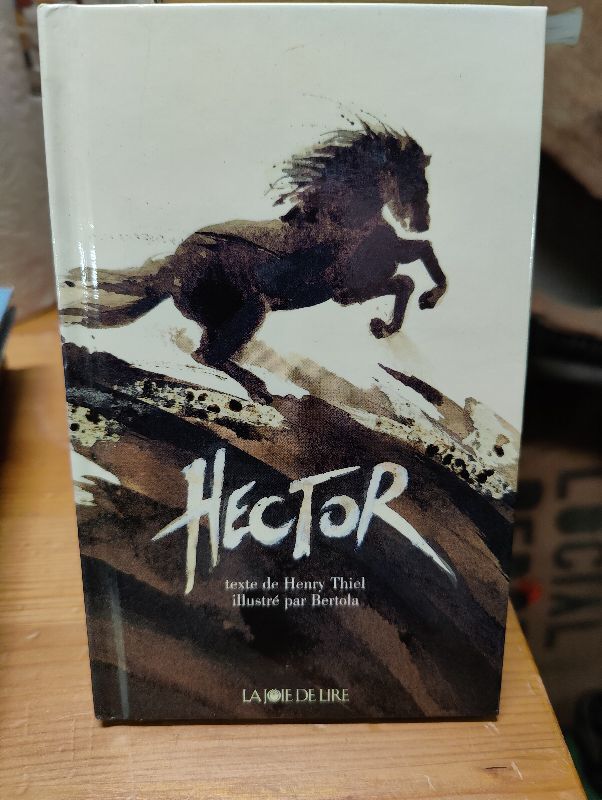 HECTOR
texte de Henry Thiel
illustré par Bertola
LA JOIE DE LIRE